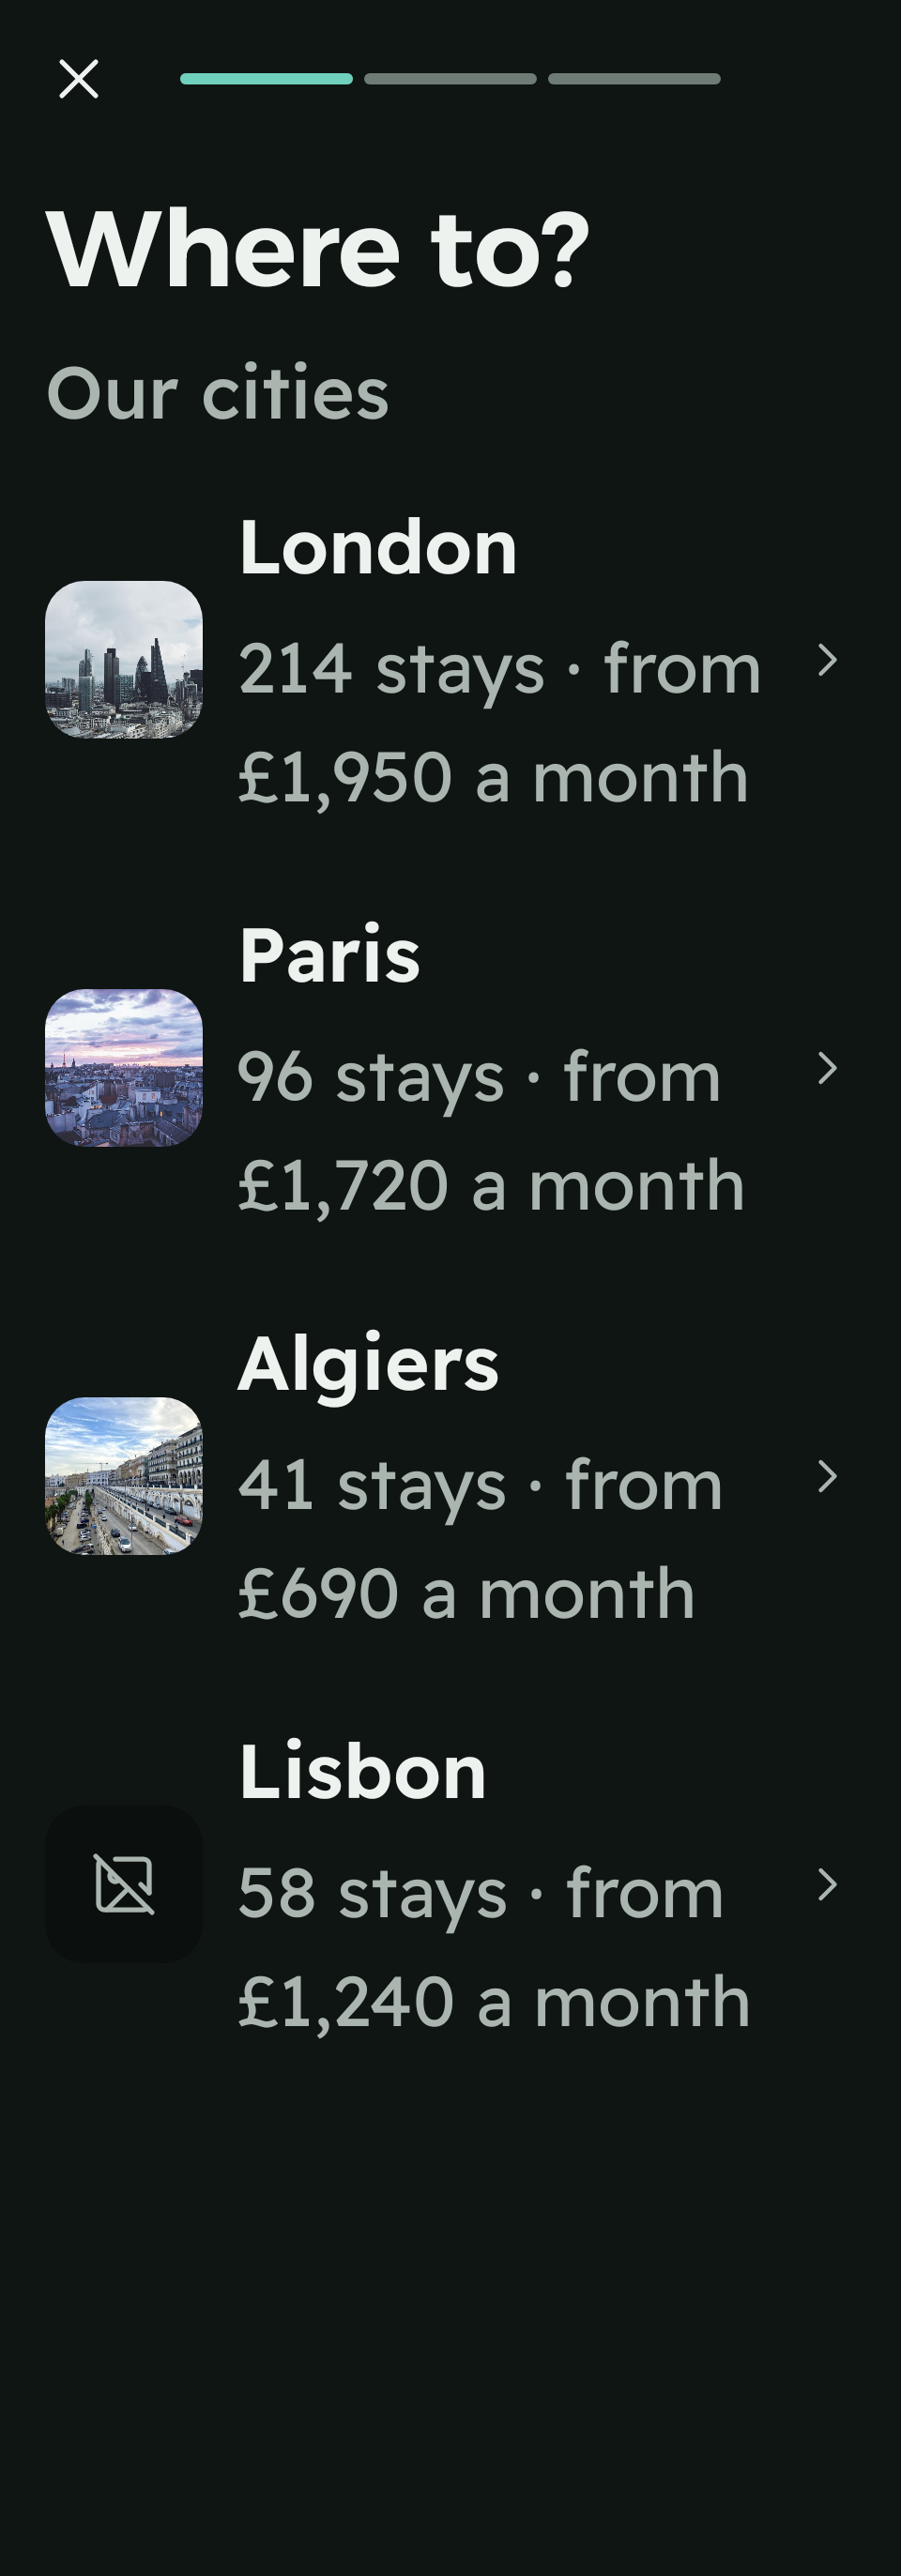 Where to?
Our cities
London
214 stays · from
£1,950 a month
Paris
96 stays · from
£1,720 a month
Algiers
41 stays · from
£690 a month
Lisbon
58 stays · from
£1,240 a month